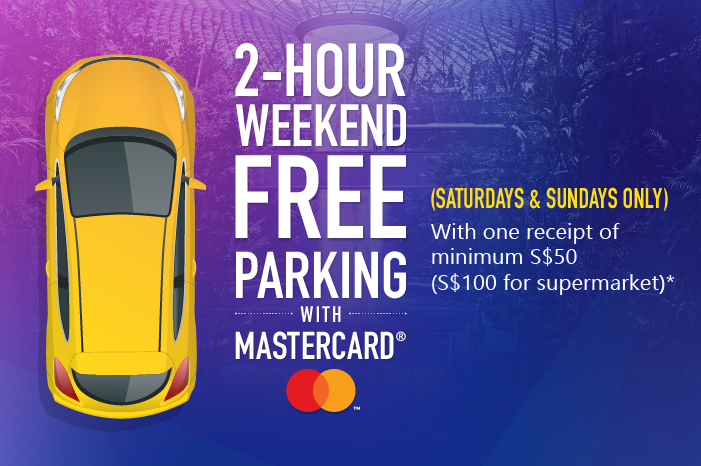 2-HOUR
WEEKEND
FREE
PARKING
WITH
MASTERCARD®
™
(SATURDAYS & SUNDAYS ONLY)
With one receipt of
minimum S$50
(S$100 for supermarket)*